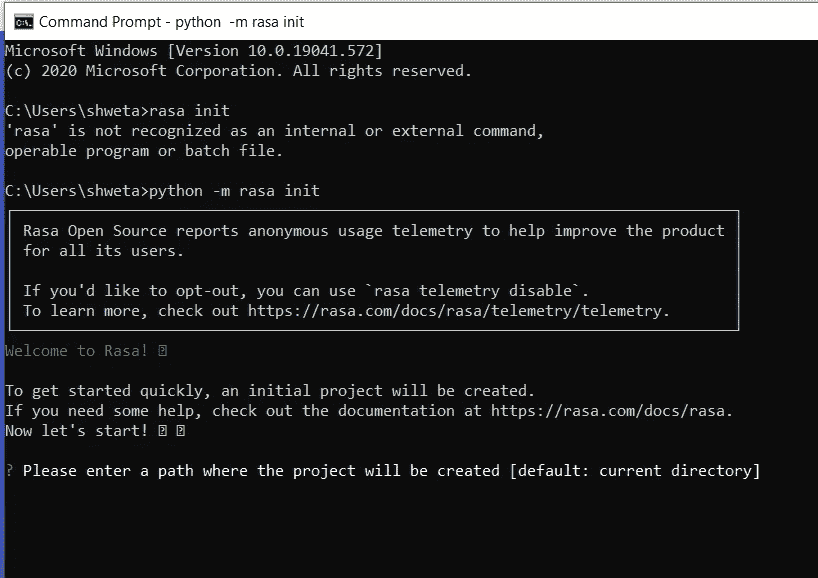 Command Prompt - python  -m rasa init
Microsoft Windows [Version 10.0.19041.572]
(c) 2020 Microsoft Corporation. All rights reserved.
C:\Users\shweta>rasa init
'rasa' is not recognized as an internal or external command,
operable program or batch file.
C:\Users\shweta>python -m rasa init
Rasa Open Source reports anonymous usage telemetry to help improve the product
for all its users.
If you'd like to opt-out, you can use `rasa telemetry disable`.
To learn more, check out https://rasa.com/docs/rasa/telemetry/telemetry.
Welcome to Rasa! 
To get started quickly, an initial project will be created.
If you need some help, check out the documentation at https://rasa.com/docs/rasa.
Now let's start! 
? Please enter a path where the project will be created [default: current directory]